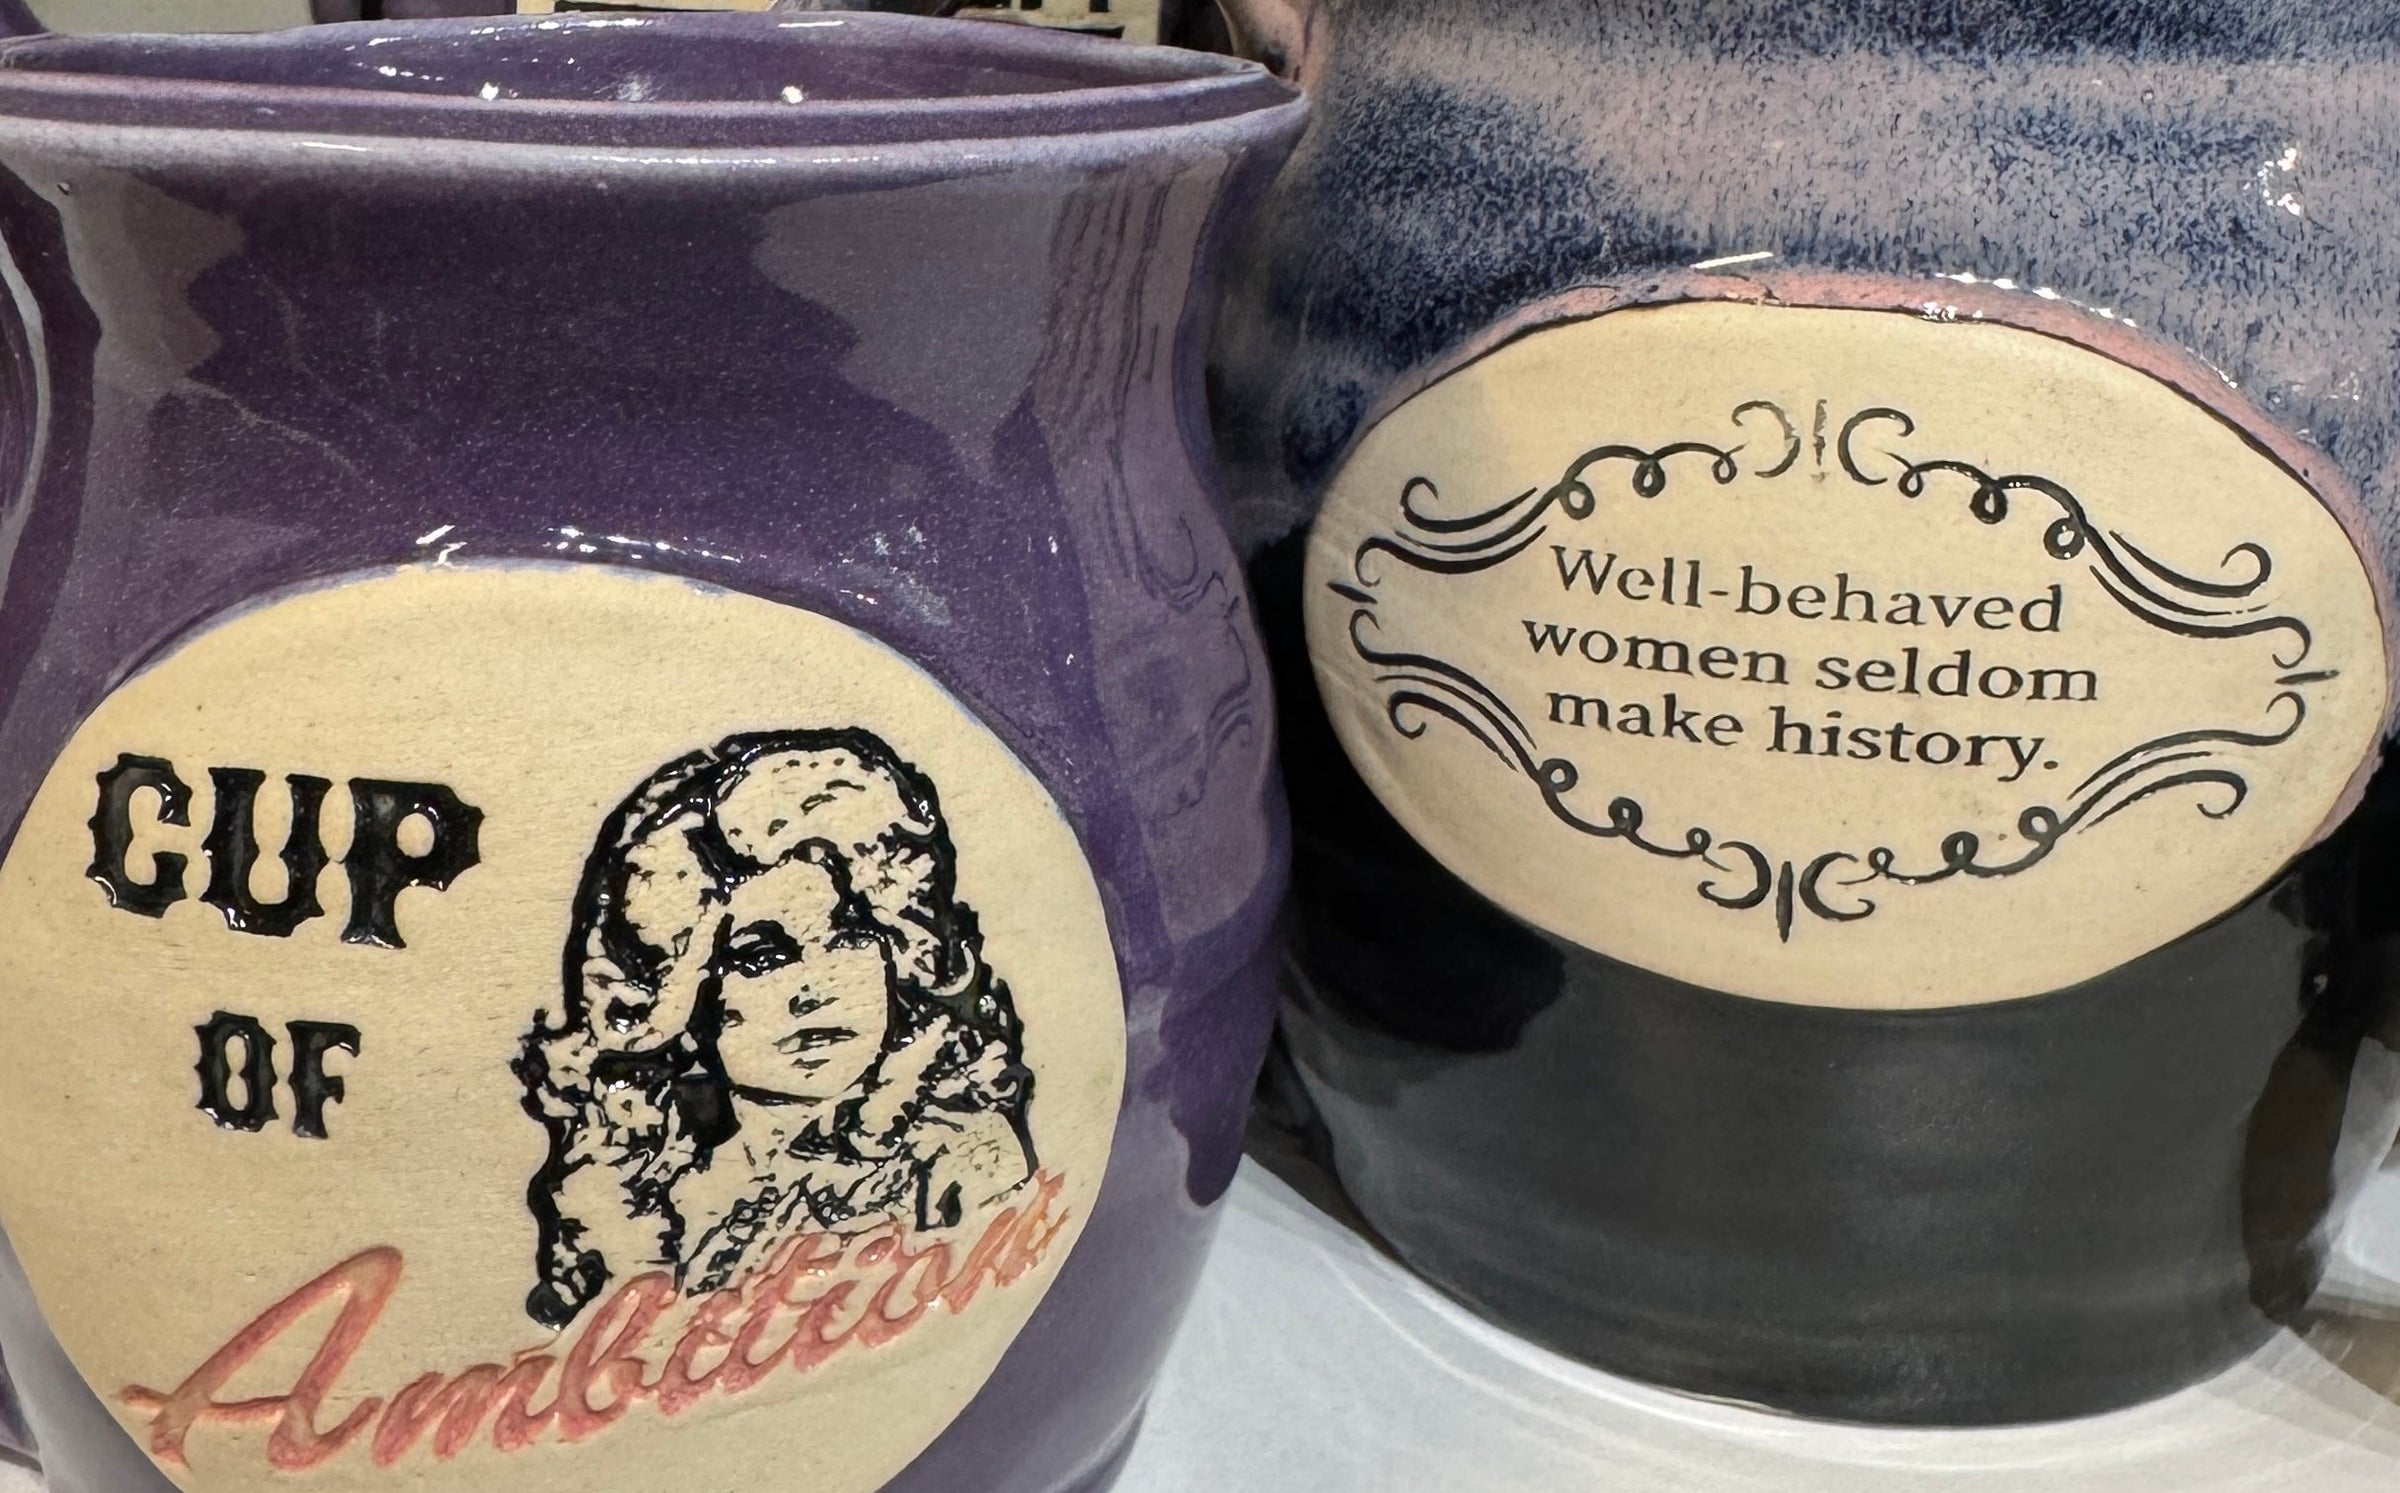 CUP
OF
Ambition
Well-behaved
women seldom
make history.